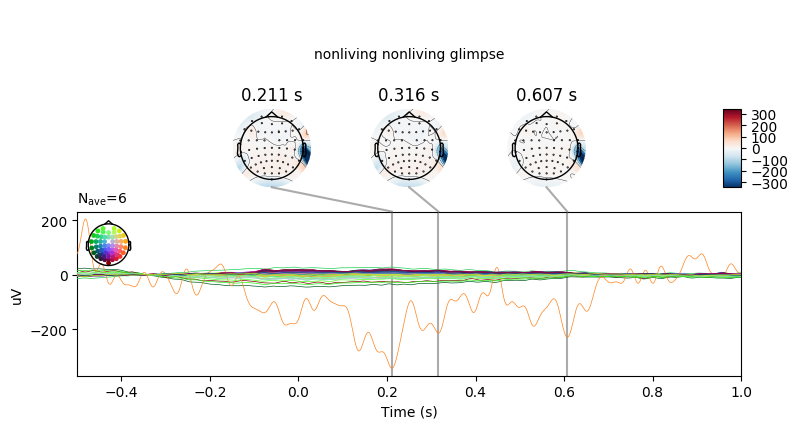 nonliving nonliving glimpse
0.211 s 0.316 s 0.607 s
300
200
100
0
−100
−200
−300
Nave=6
200
0
−200
uV
−0.4 −0.2 0.0 0.2 0.4 0.6 0.8 1.0
Time (s)